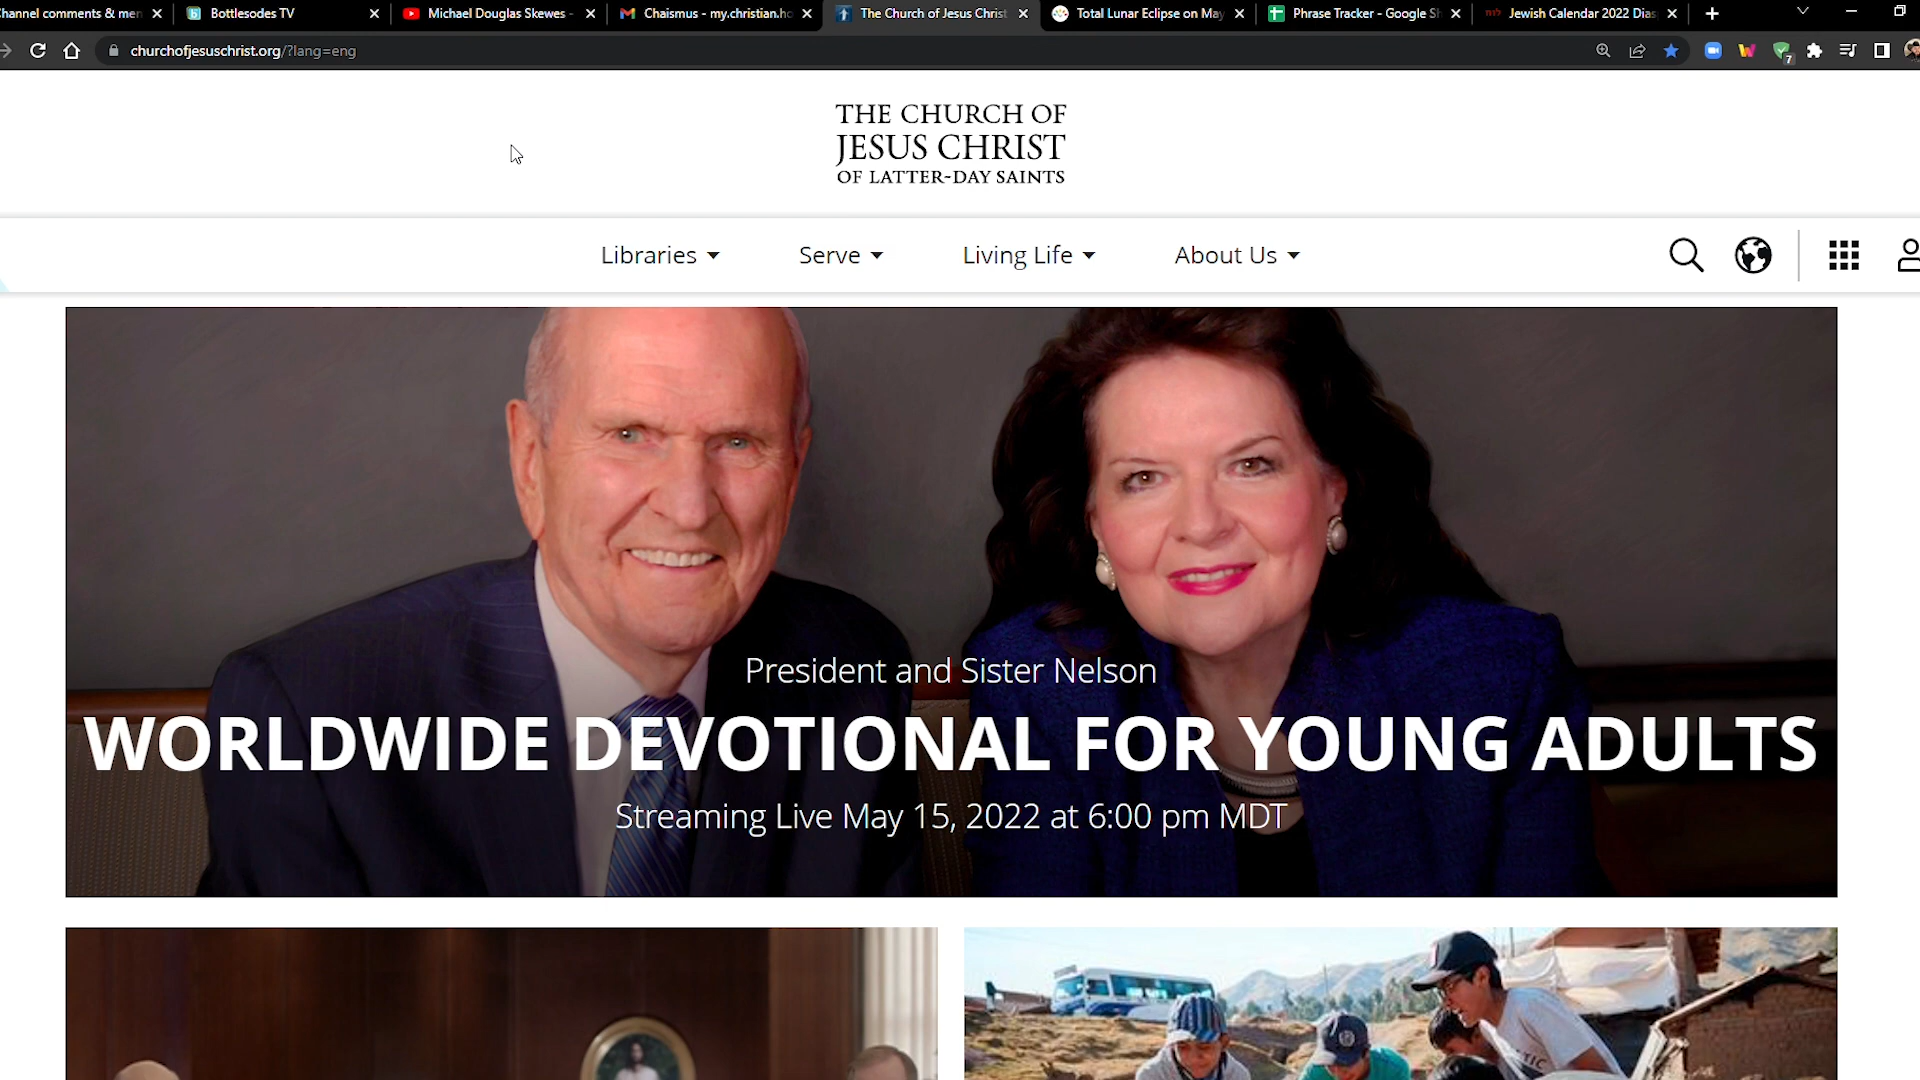 Channel comments & men
Bottlesodes TV
Michael Douglas Skewes -
Chaismus - my.christian.ho
The Church of Jesus Christ
Total Lunar Eclipse on May
Phrase Tracker - Google Sh
Jewish Calendar 2022 Dias
churchofjesuschrist.org/?lang=eng
7
THE CHURCH OF
JESUS CHRIST
OF LATTER-DAY SAINTS
Libraries
Serve
Living Life
About Us
President and Sister Nelson
WORLDWIDE DEVOTIONAL FOR YOUNG ADULTS
Streaming Live May 15, 2022 at 6:00 pm MDT